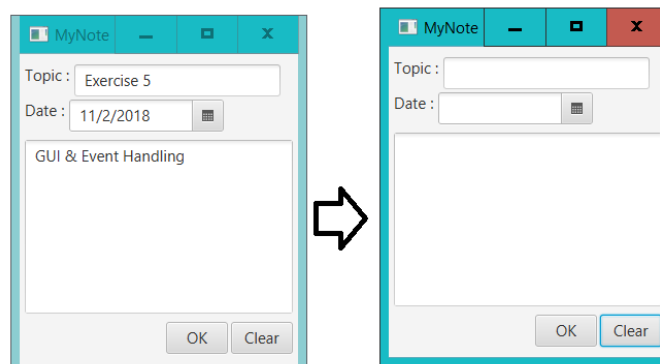 MyNote
Topic : Exercise 5
Date : 11/2/2018
GUI & Event Handling
OK Clear
MyNote
Topic :
Date :
OK Clear